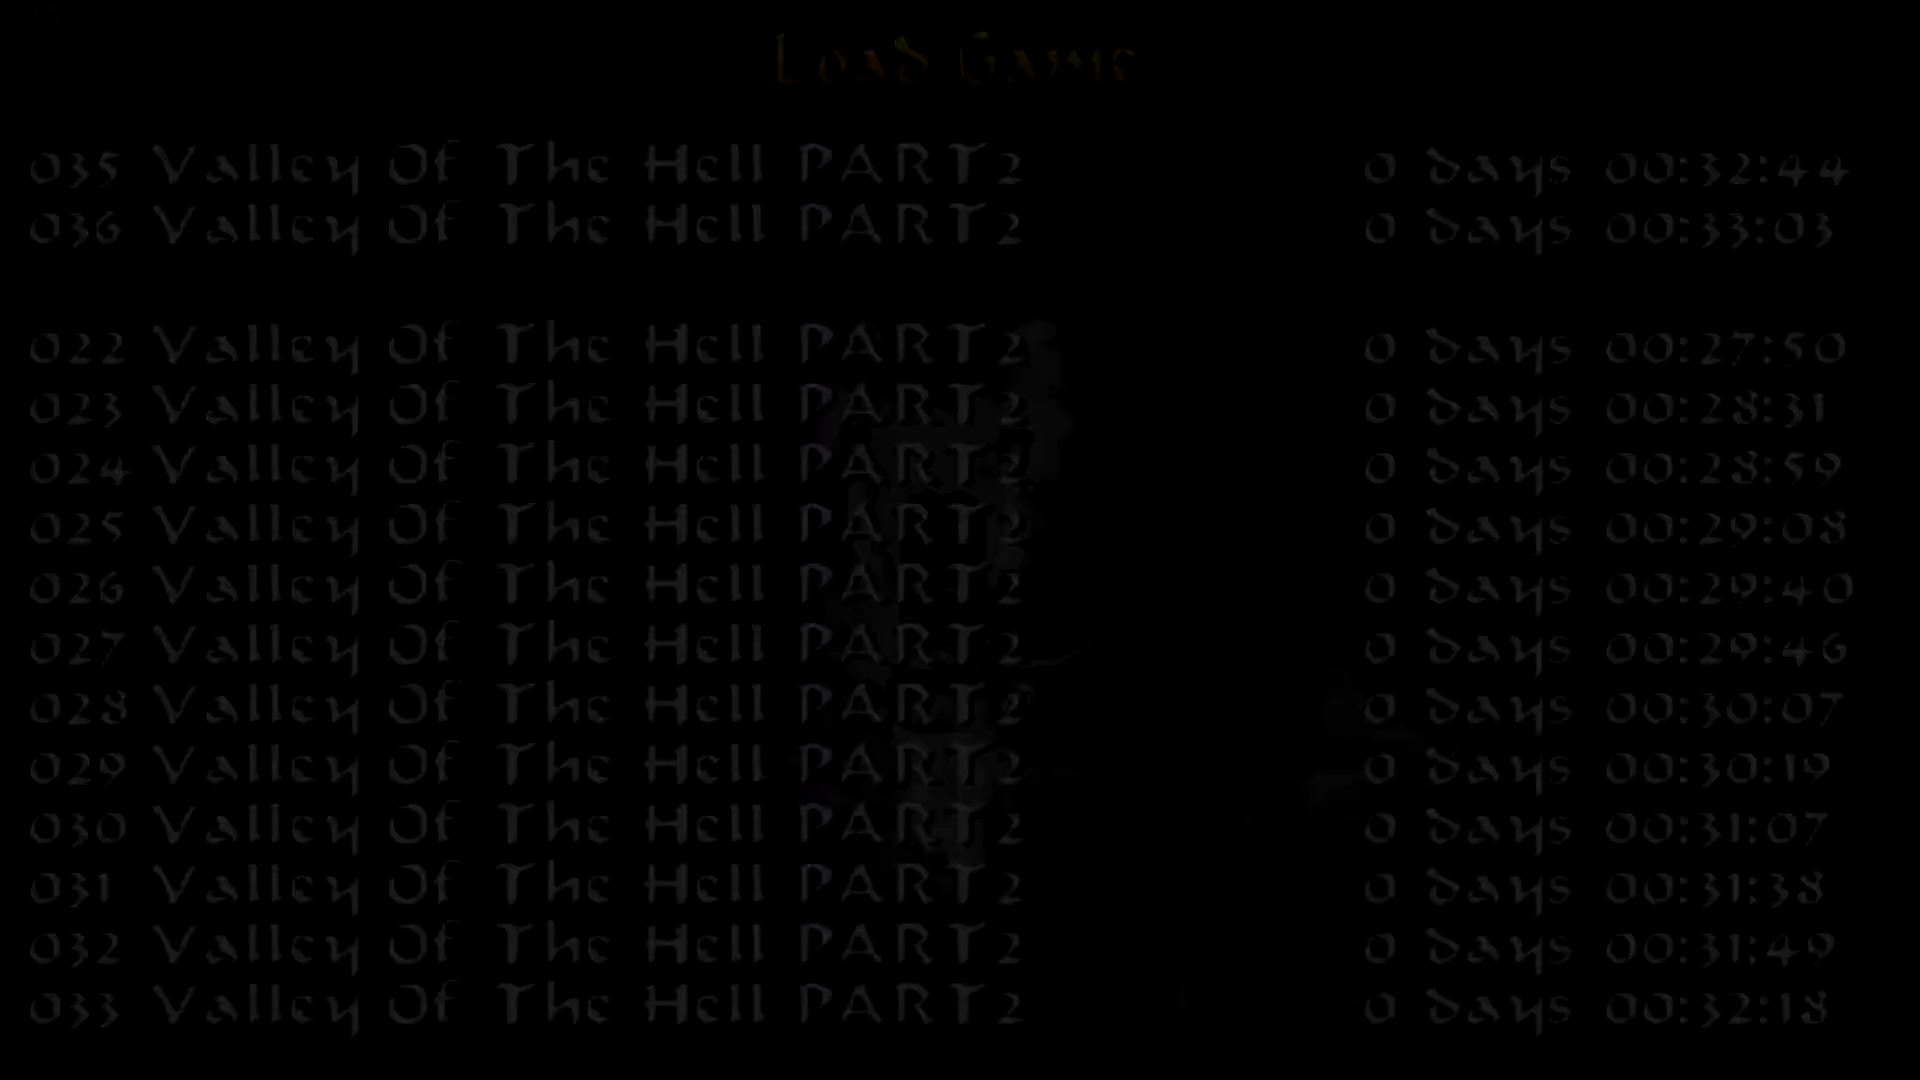 Load Game
035 Valley Of The Hell PART2 0 days 00:32:44
036 Valley Of The Hell PART2 0 days 00:33:03
022 Valley Of The Hell PART2 0 days 00:27:50
023 Valley Of The Hell PART2 0 days 00:28:31
024 Valley Of The Hell PART2 0 days 00:28:59
025 Valley Of The Hell PART2 0 days 00:29:08
026 Valley Of The Hell PART2 0 days 00:29:40
027 Valley Of The Hell PART2 0 days 00:29:46
028 Valley Of The Hell PART2 0 days 00:30:07
029 Valley Of The Hell PART2 0 days 00:30:19
030 Valley Of The Hell PART2 0 days 00:31:07
031 Valley Of The Hell PART2 0 days 00:31:38
032 Valley Of The Hell PART2 0 days 00:31:49
033 Valley Of The Hell PART2 0 days 00:32:18